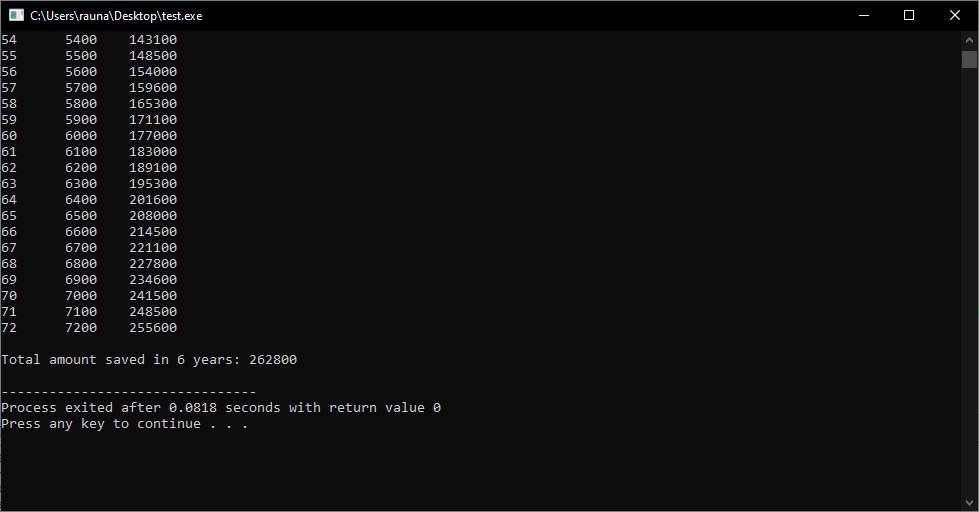 C:\Users\rauna\Desktop\test.exe
54      5400    143100
55      5500    148500
56      5600    154000
57      5700    159600
58      5800    165300
59      5900    171100
60      6000    177000
61      6100    183000
62      6200    189100
63      6300    195300
64      6400    201600
65      6500    208000
66      6600    214500
67      6700    221100
68      6800    227800
69      6900    234600
70      7000    241500
71      7100    248500
72      7200    255600
Total amount saved in 6 years: 262800
--------------------------------
Process exited after 0.0818 seconds with return value 0
Press any key to continue . . .